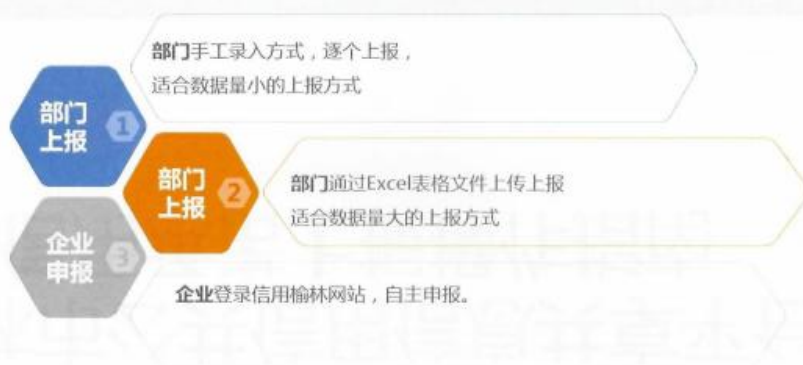 部门手工录入方式，逐个上报，
适合数据量小的上报方式
部门
上报
1
部门
上报
2
部门通过Excel表格文件上传上报
适合数据量大的上报方式
企业
申报
3
企业登录信用榆林网站，自主申报。